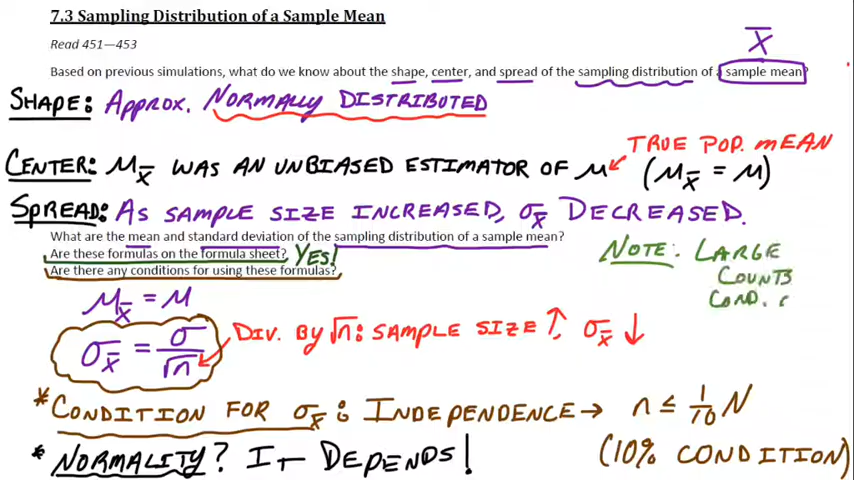 7.3 Sampling Distribution of a Sample Mean
Read 451–453
x̄
Based on previous simulations, what do we know about the shape, center, and spread of the sampling distribution of a sample mean?
SHAPE: APPROX. NORMALLY DISTRIBUTED
TRUE POP. MEAN
CENTER: μx̄ WAS AN UNBIASED ESTIMATOR OF μ (μx̄ = μ)
SPREAD: AS SAMPLE SIZE INCREASED, σx̄ DECREASED.
What are the mean and standard deviation of the sampling distribution of a sample mean?
Are these formulas on the formula sheet? YES!
Are there any conditions for using these formulas?
NOTE: LARGE
COUNTS
COND.
μx̄ = μ
σx̄ = σ/√n
DIV. BY √n: SAMPLE SIZE ↑, σx̄ ↓
* CONDITION FOR σx̄: INDEPENDENCE → n ≤ 1/10 N
(10% CONDITION)
* NORMALITY? IT DEPENDS!